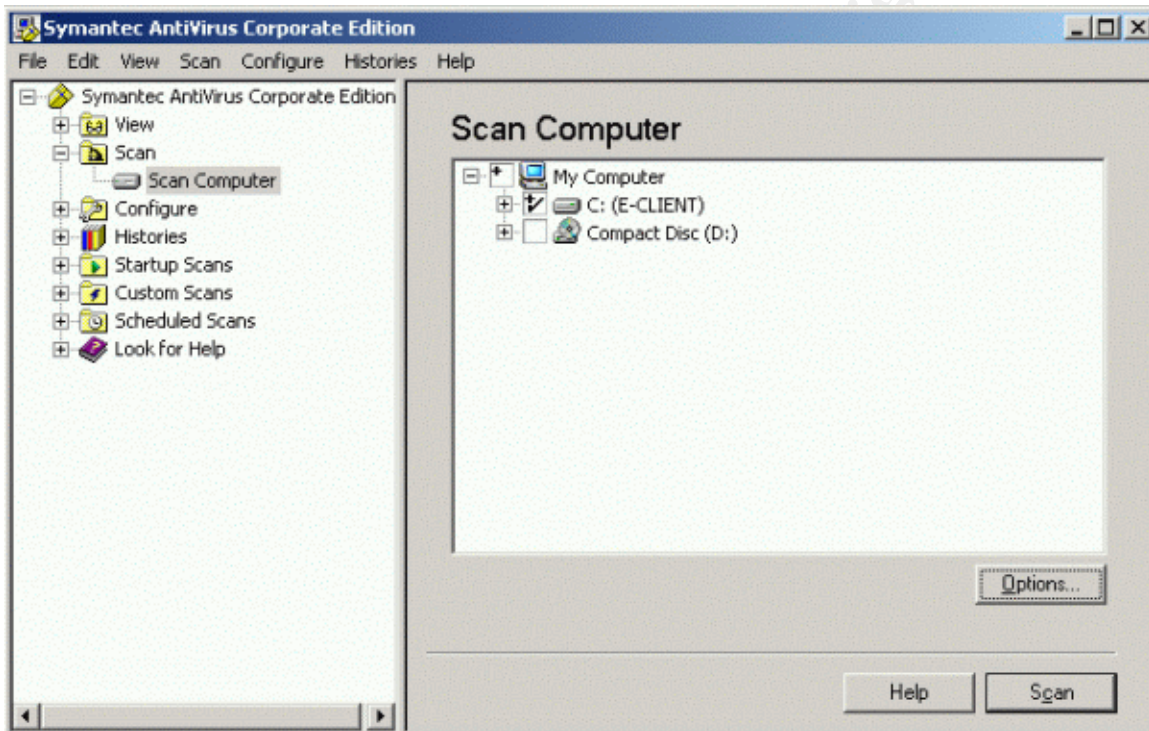 Symantec AntiVirus Corporate Edition
File Edit View Scan Configure Histories Help
Symantec AntiVirus Corporate Edition
View
Scan
Scan Computer
Configure
Histories
Startup Scans
Custom Scans
Scheduled Scans
Look for Help
Scan Computer
My Computer
C: (E-CLIENT)
Compact Disc (D:)
Options...
Help
Scan